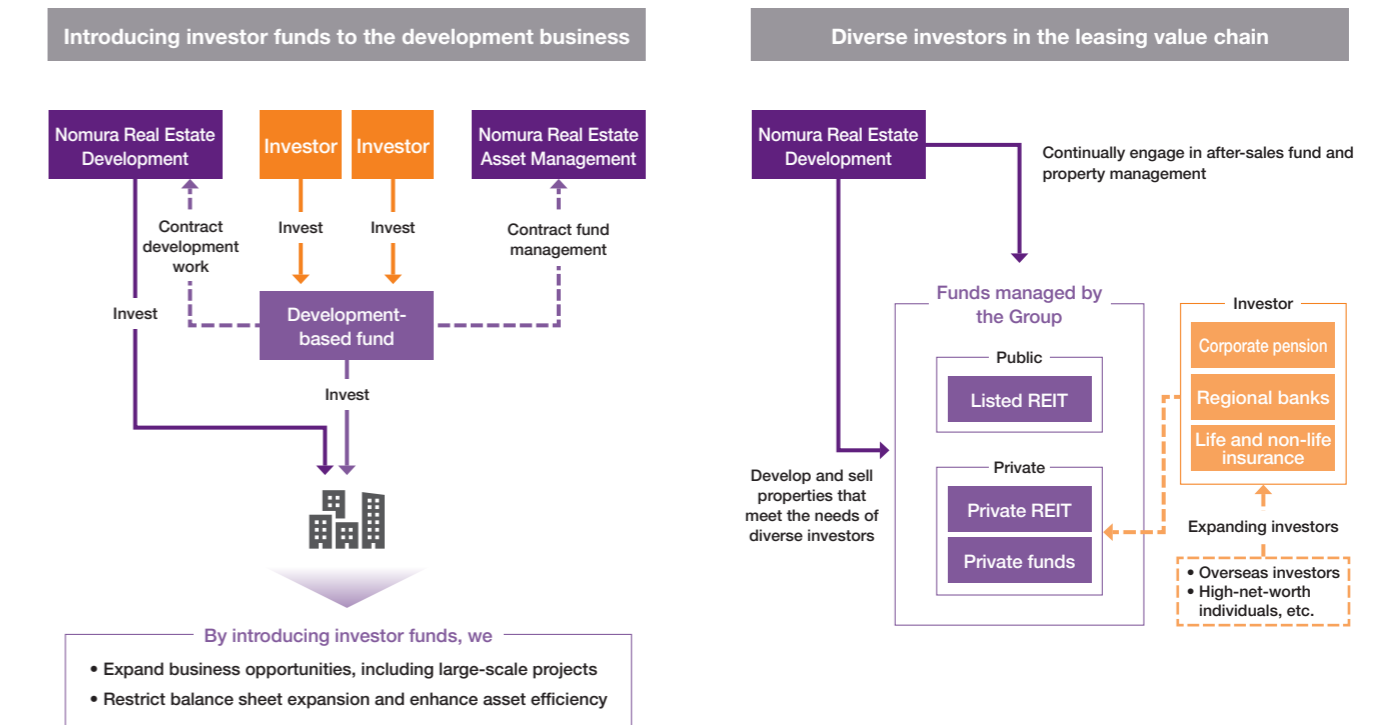 Introducing investor funds to the development business
Nomura Real Estate
Development
Investor
Investor
Nomura Real Estate
Asset Management
Contract
development
work
Invest
Invest
Contract fund
management
Invest
Development-
based fund
Invest
By introducing investor funds, we
• Expand business opportunities, including large-scale projects
• Restrict balance sheet expansion and enhance asset efficiency
Diverse investors in the leasing value chain
Nomura Real Estate
Development
Continually engage in after-sales fund and
property management
Funds managed by
the Group
Public
Listed REIT
Private
Private REIT
Private funds
Develop and sell
properties that
meet the needs of
diverse investors
Investor
Corporate pension
Regional banks
Life and non-life
insurance
Expanding investors
• Overseas investors
• High-net-worth
individuals, etc.